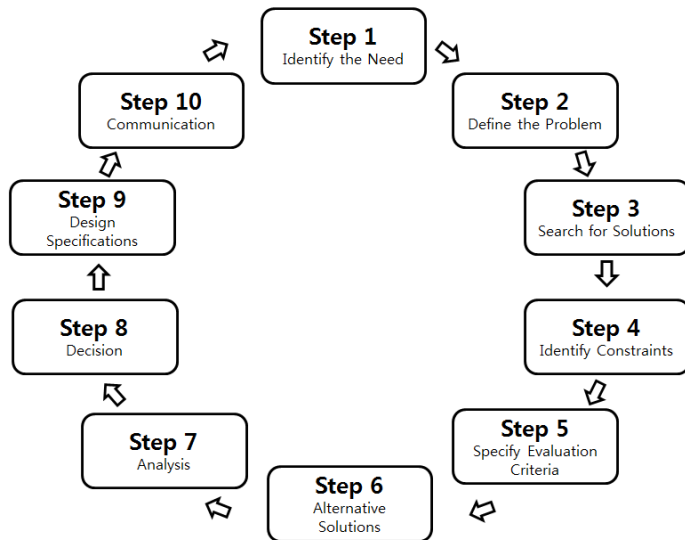 Step 1
Identify the Need
Step 2
Define the Problem
Step 3
Search for Solutions
Step 4
Identify Constraints
Step 5
Specify Evaluation
Criteria
Step 6
Alternative
Solutions
Step 7
Analysis
Step 8
Decision
Step 9
Design
Specifications
Step 10
Communication